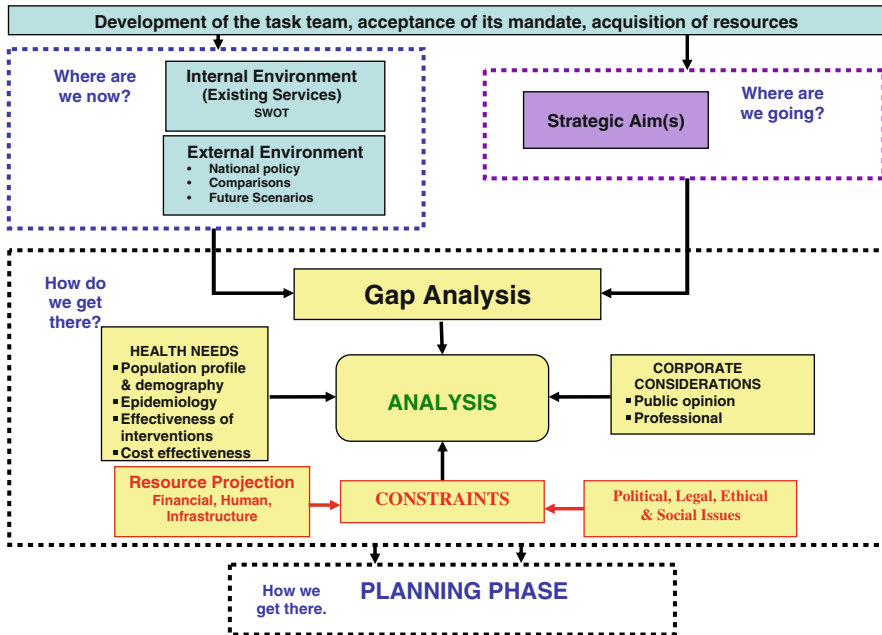 Development of the task team, acceptance of its mandate, acquisition of resources
Where are
we now?
Internal Environment
(Existing Services)
SWOT
External Environment
• National policy
• Comparisons
• Future Scenarios
Where are
we going?
Strategic Aim(s)
How do
we get
there?
Gap Analysis
HEALTH NEEDS
▪ Population profile
& demography
▪ Epidemiology
▪ Effectiveness of
interventions
▪ Cost effectiveness
ANALYSIS
CORPORATE
CONSIDERATIONS
▪ Public opinion
▪ Professional
Resource Projection
Financial, Human,
Infrastructure
CONSTRAINTS
Political, Legal, Ethical
& Social Issues
How we
get there.
PLANNING PHASE